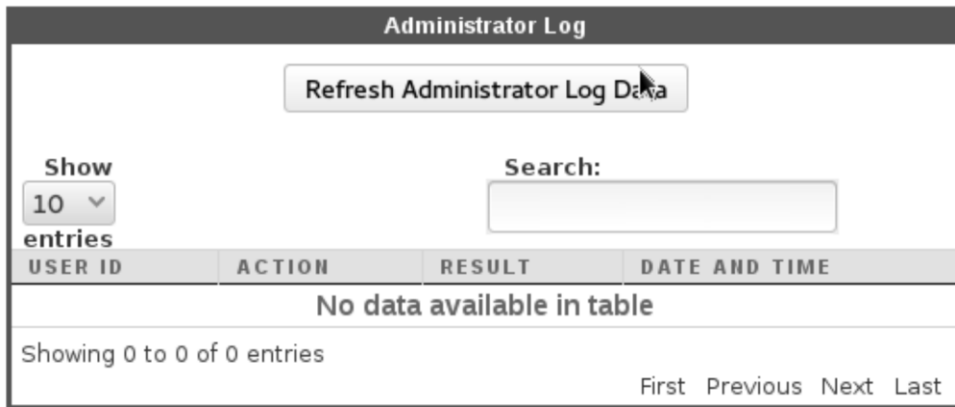 Administrator Log
Refresh Administrator Log Data
Show
Search:
10
entries
USER ID ACTION RESULT DATE AND TIME
No data available in table
Showing 0 to 0 of 0 entries
First Previous Next Last